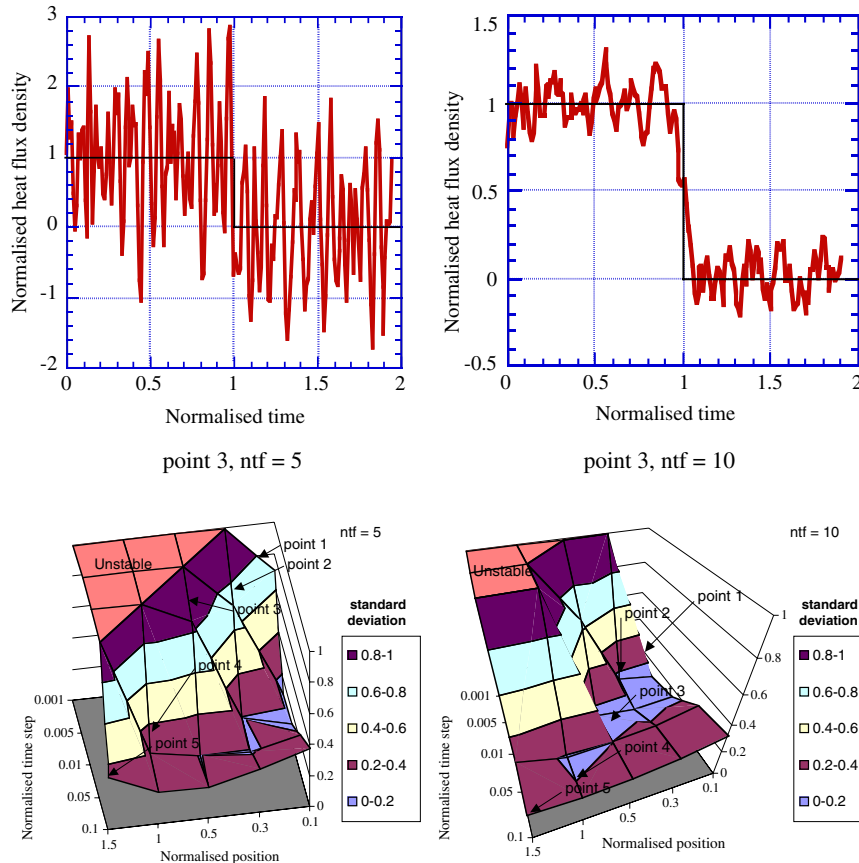 3
2
1
0
-1
-2
0 0.5 1 1.5 2
Normalised heat flux density
Normalised time
point 3, ntf = 5
1.5
1
0.5
0
-0.5
0 0.5 1 1.5 2
Normalised heat flux density
Normalised time
point 3, ntf = 10
ntf = 5
Unstable
point 1
point 2
point 3
point 4
point 5
standard
deviation
0.8-1
0.6-0.8
0.4-0.6
0.2-0.4
0-0.2
1
0.8
0.6
0.4
0.2
0
0.001
0.005
0.01
0.05
0.1
Normalised time step
1.5
1
0.5
0.3
0.1
Normalised position
ntf = 10
Unstable
point 1
point 2
point 3
point 4
point 5
standard
deviation
0.8-1
0.6-0.8
0.4-0.6
0.2-0.4
0-0.2
1
0.8
0.6
0.4
0.2
0
0.001
0.005
0.01
0.05
0.1
Normalised time step
1.5
1
0.5
0.3
0.1
Normalised position